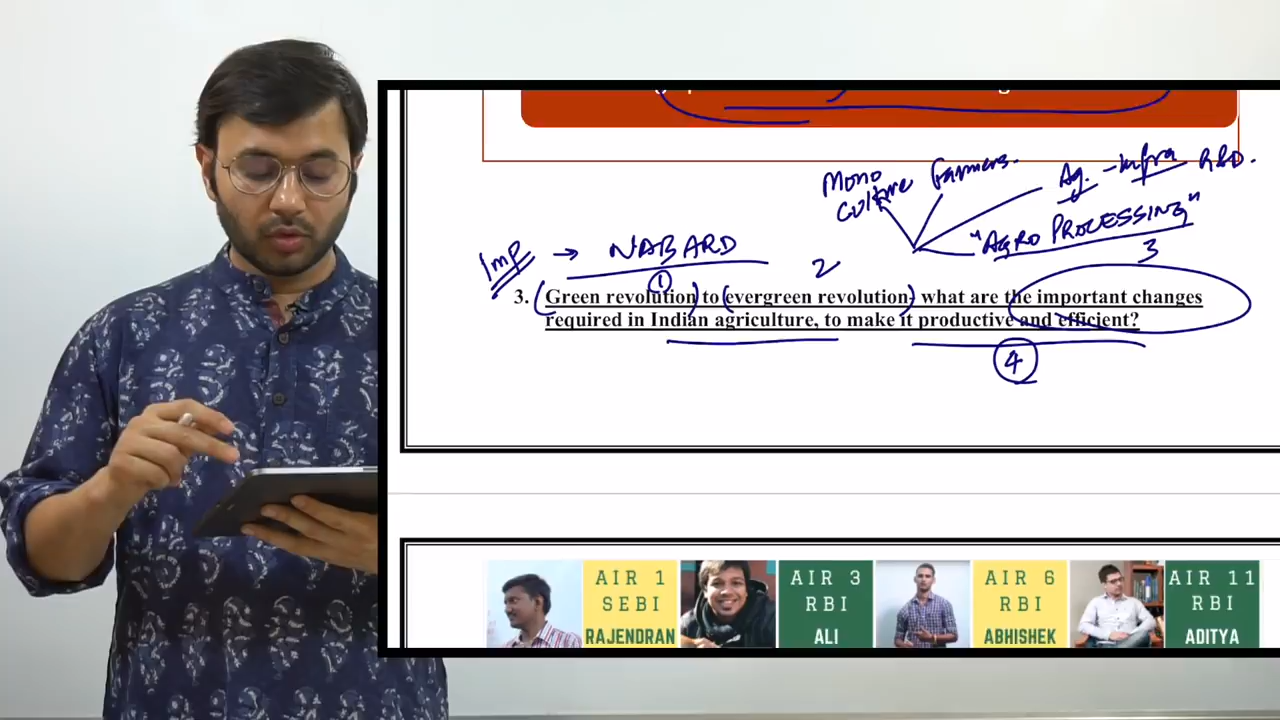 Mono Farmers. Ag. - Infra R&D.
Culture
"AGRO PROCESSING"
Imp → NABARD
① 2 3
3. (Green revolution) to (evergreen revolution- what are the important changes
required in Indian agriculture, to make it productive and efficient?
④
AIR 1 AIR 3 AIR 6 AIR 11
SEBI RBI RBI RBI
RAJENDRAN ALI ABHISHEK ADITYA